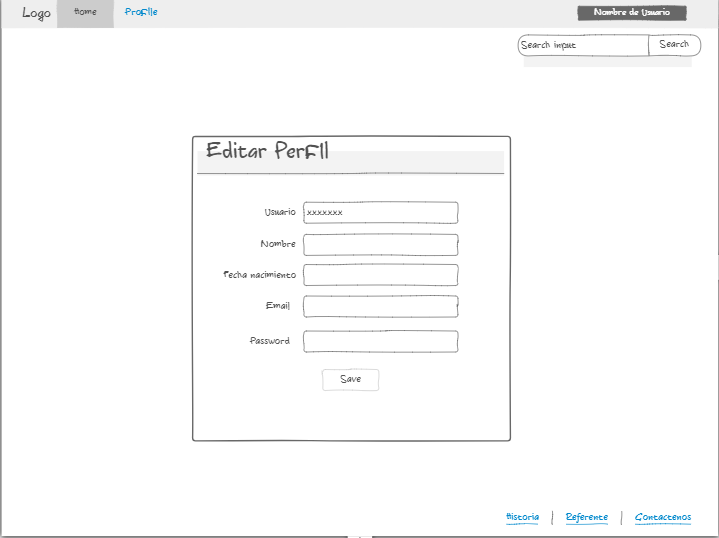 Logo Home Profile Nombre de Usuario
Search input Search
Editar Perfil
Usuario xxxxxxx
Nombre
Fecha nacimiento
Email
Password
Save
Historia | Referente | Contactenos